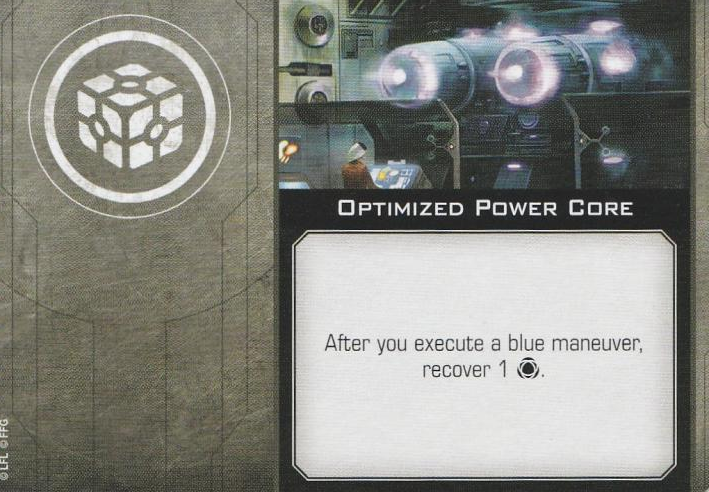 OPTIMIZED POWER CORE
After you execute a blue maneuver,
recover 1 .
©LFL ©FFG